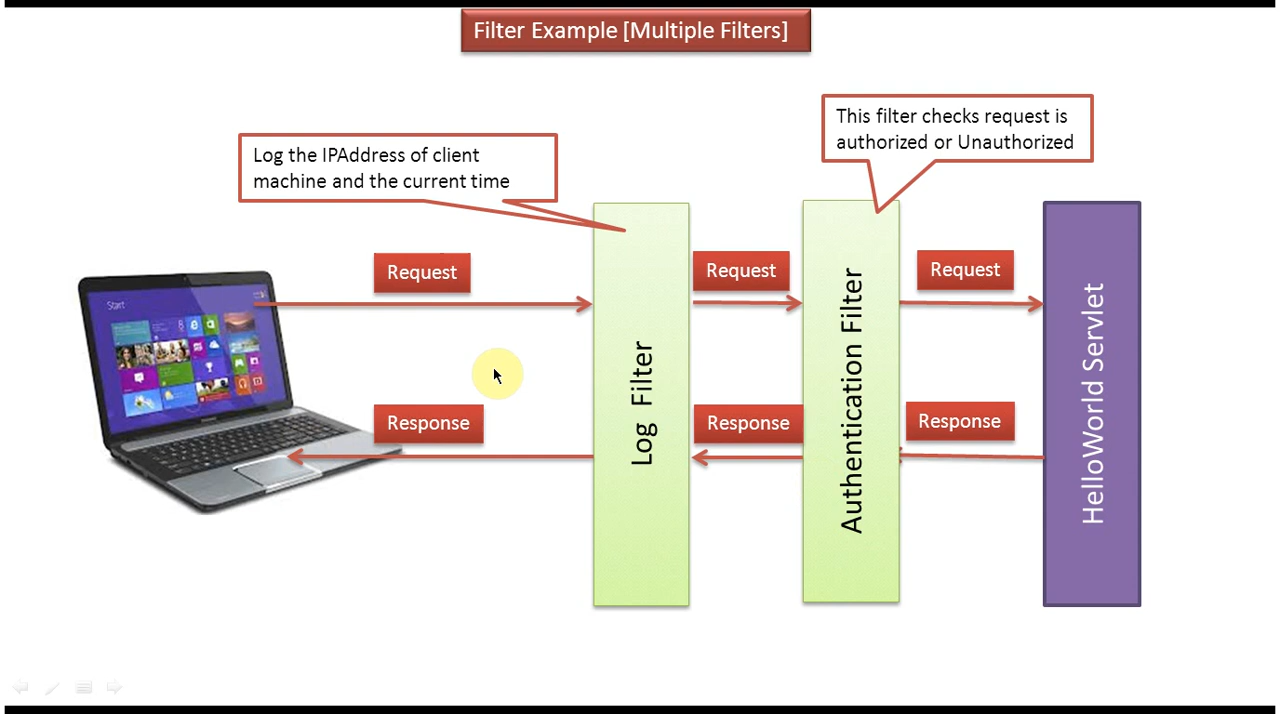 Filter Example [Multiple Filters]
This filter checks request is
authorized or Unauthorized
Log the IPAddress of client
machine and the current time
Request
Request
Request
Start
Log Filter
Authentication Filter
HelloWorld Servlet
Response
Response
Response